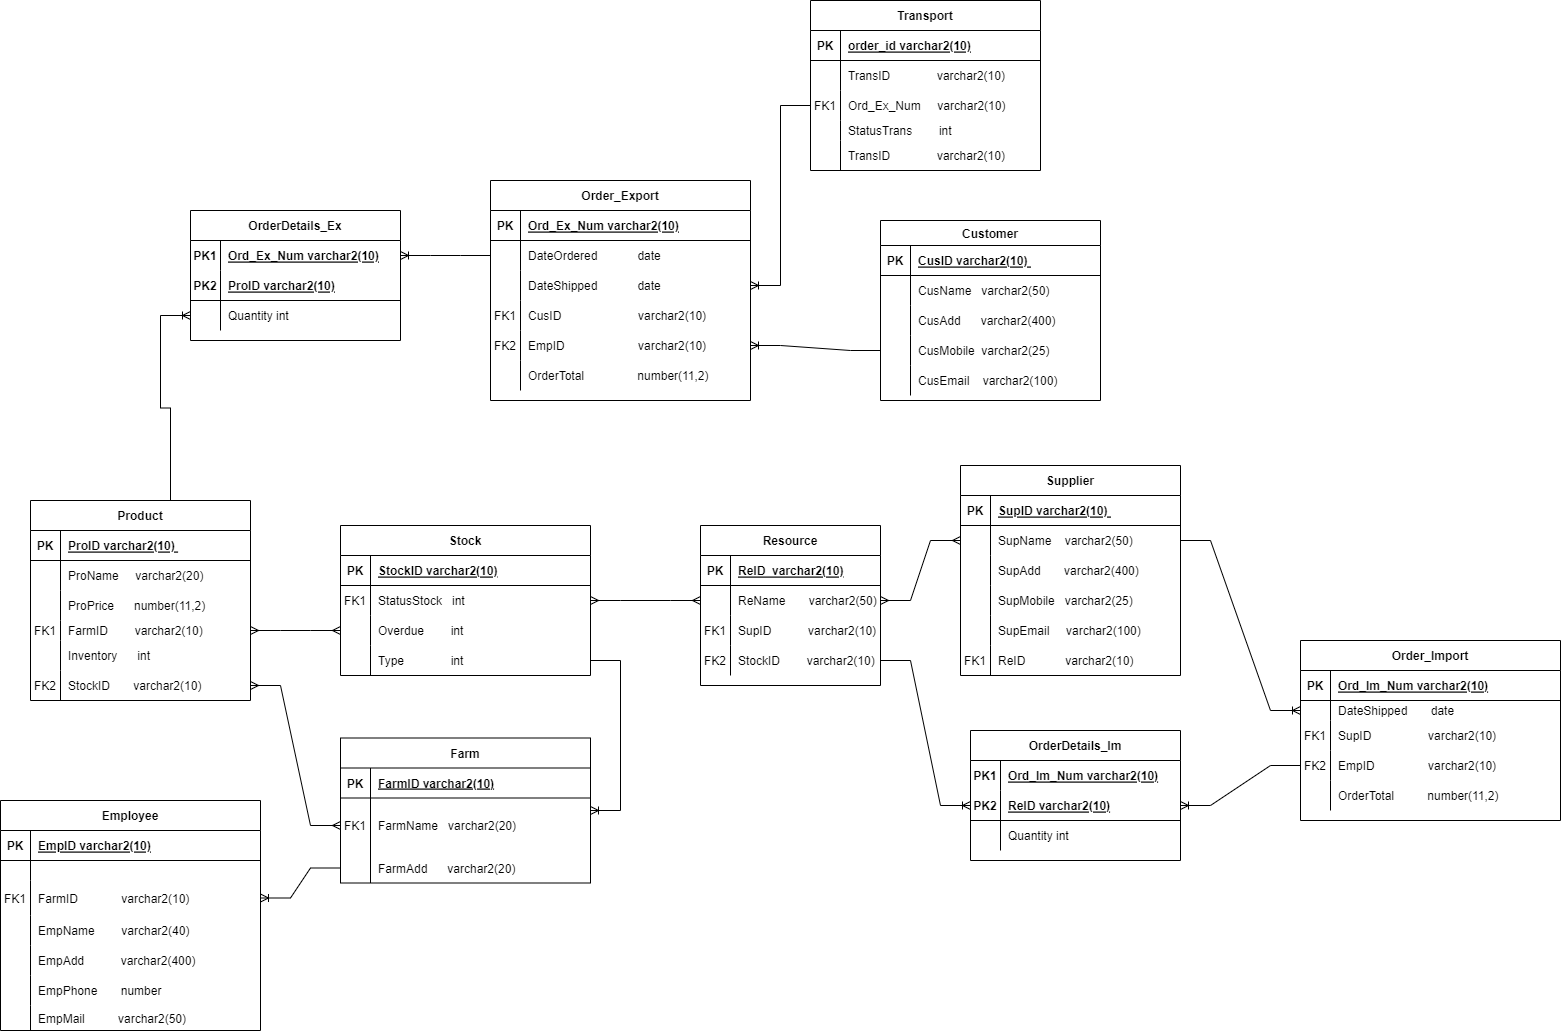 Transport
PK order_id varchar2(10)
TransID varchar2(10)
FK1 Ord_Ex_Num varchar2(10)
StatusTrans int
TransID varchar2(10)
Order_Export
PK Ord_Ex_Num varchar2(10)
DateOrdered date
DateShipped date
FK1 CusID varchar2(10)
FK2 EmpID varchar2(10)
OrderTotal number(11,2)
OrderDetails_Ex
PK1 Ord_Ex_Num varchar2(10)
PK2 ProID varchar2(10)
Quantity int
Customer
PK CusID varchar2(10)
CusName varchar2(50)
CusAdd varchar2(400)
CusMobile varchar2(25)
CusEmail varchar2(100)
Product
PK ProID varchar2(10)
ProName varchar2(20)
ProPrice number(11,2)
FK1 FarmID varchar2(10)
Inventory int
FK2 StockID varchar2(10)
Stock
PK StockID varchar2(10)
FK1 StatusStock int
Overdue int
Type int
Resource
PK ReID varchar2(10)
ReName varchar2(50)
FK1 SupID varchar2(10)
FK2 StockID varchar2(10)
Supplier
PK SupID varchar2(10)
SupName varchar2(50)
SupAdd varchar2(400)
SupMobile varchar2(25)
SupEmail varchar2(100)
FK1 ReID varchar2(10)
Order_Import
PK Ord_Im_Num varchar2(10)
DateShipped date
FK1 SupID varchar2(10)
FK2 EmpID varchar2(10)
OrderTotal number(11,2)
OrderDetails_Im
PK1 Ord_Im_Num varchar2(10)
PK2 ReID varchar2(10)
Quantity int
Farm
PK FarmID varchar2(10)
FK1 FarmName varchar2(20)
FarmAdd varchar2(20)
Employee
PK EmpID varchar2(10)
FK1 FarmID varchar2(10)
EmpName varchar2(40)
EmpAdd varchar2(400)
EmpPhone number
EmpMail varchar2(50)